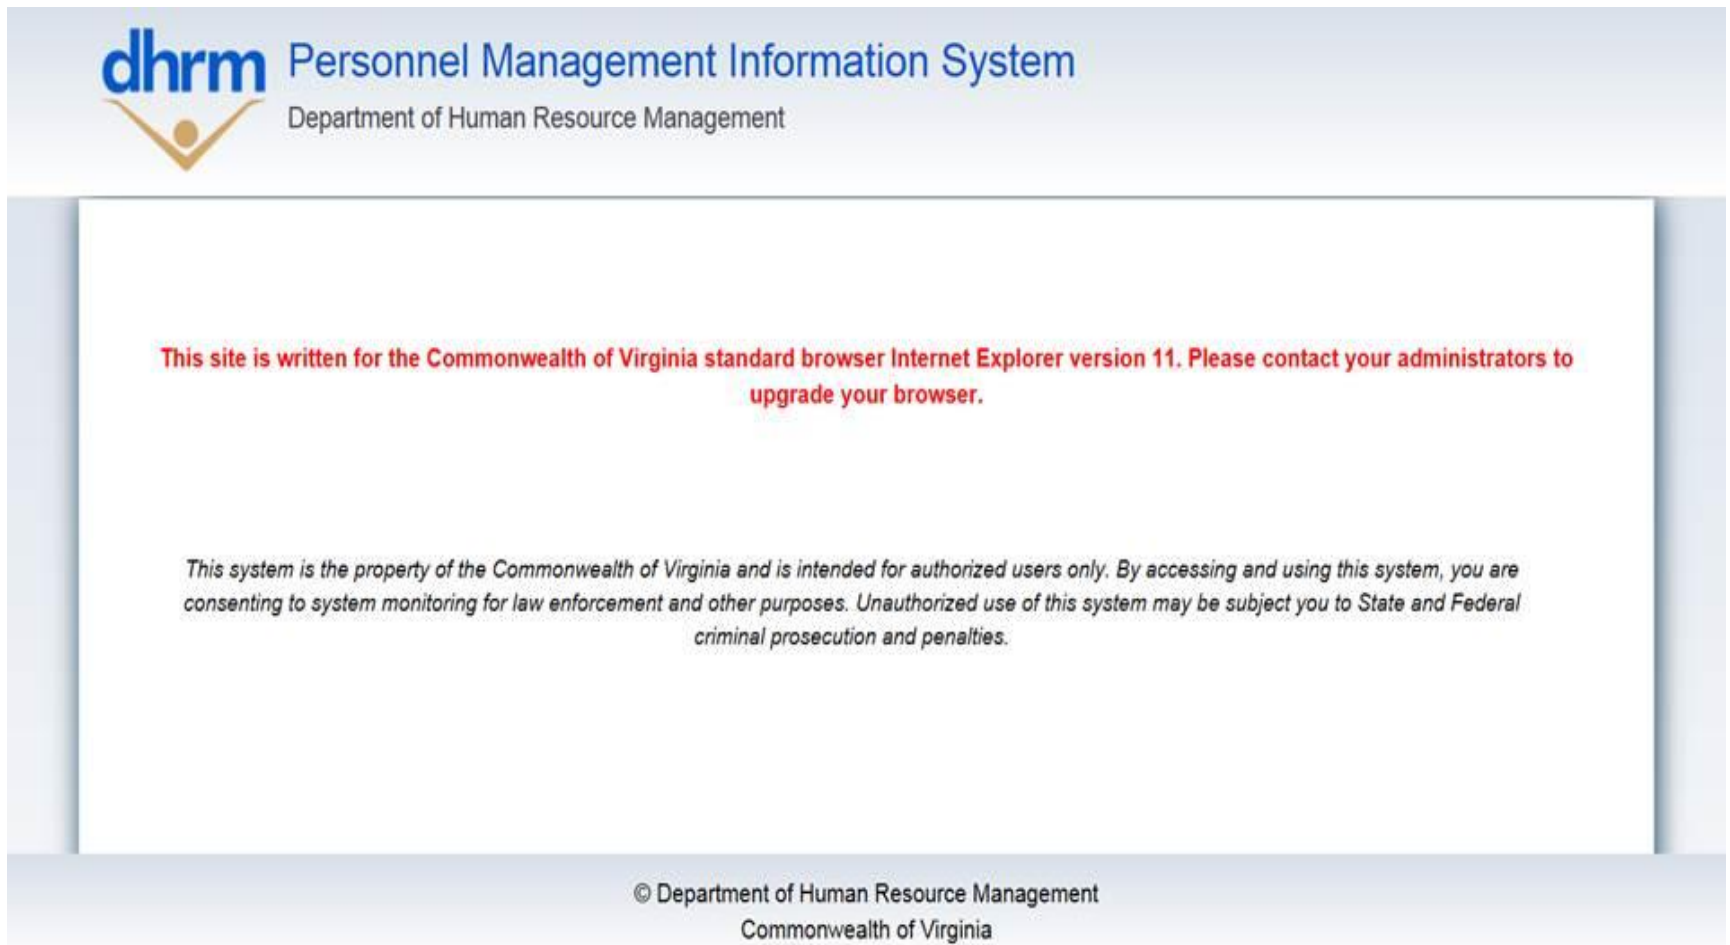 dhrm Personnel Management Information System
Department of Human Resource Management
This site is written for the Commonwealth of Virginia standard browser Internet Explorer version 11. Please contact your administrators to
upgrade your browser.
This system is the property of the Commonwealth of Virginia and is intended for authorized users only. By accessing and using this system, you are
consenting to system monitoring for law enforcement and other purposes. Unauthorized use of this system may be subject you to State and Federal
criminal prosecution and penalties.
© Department of Human Resource Management
Commonwealth of Virginia